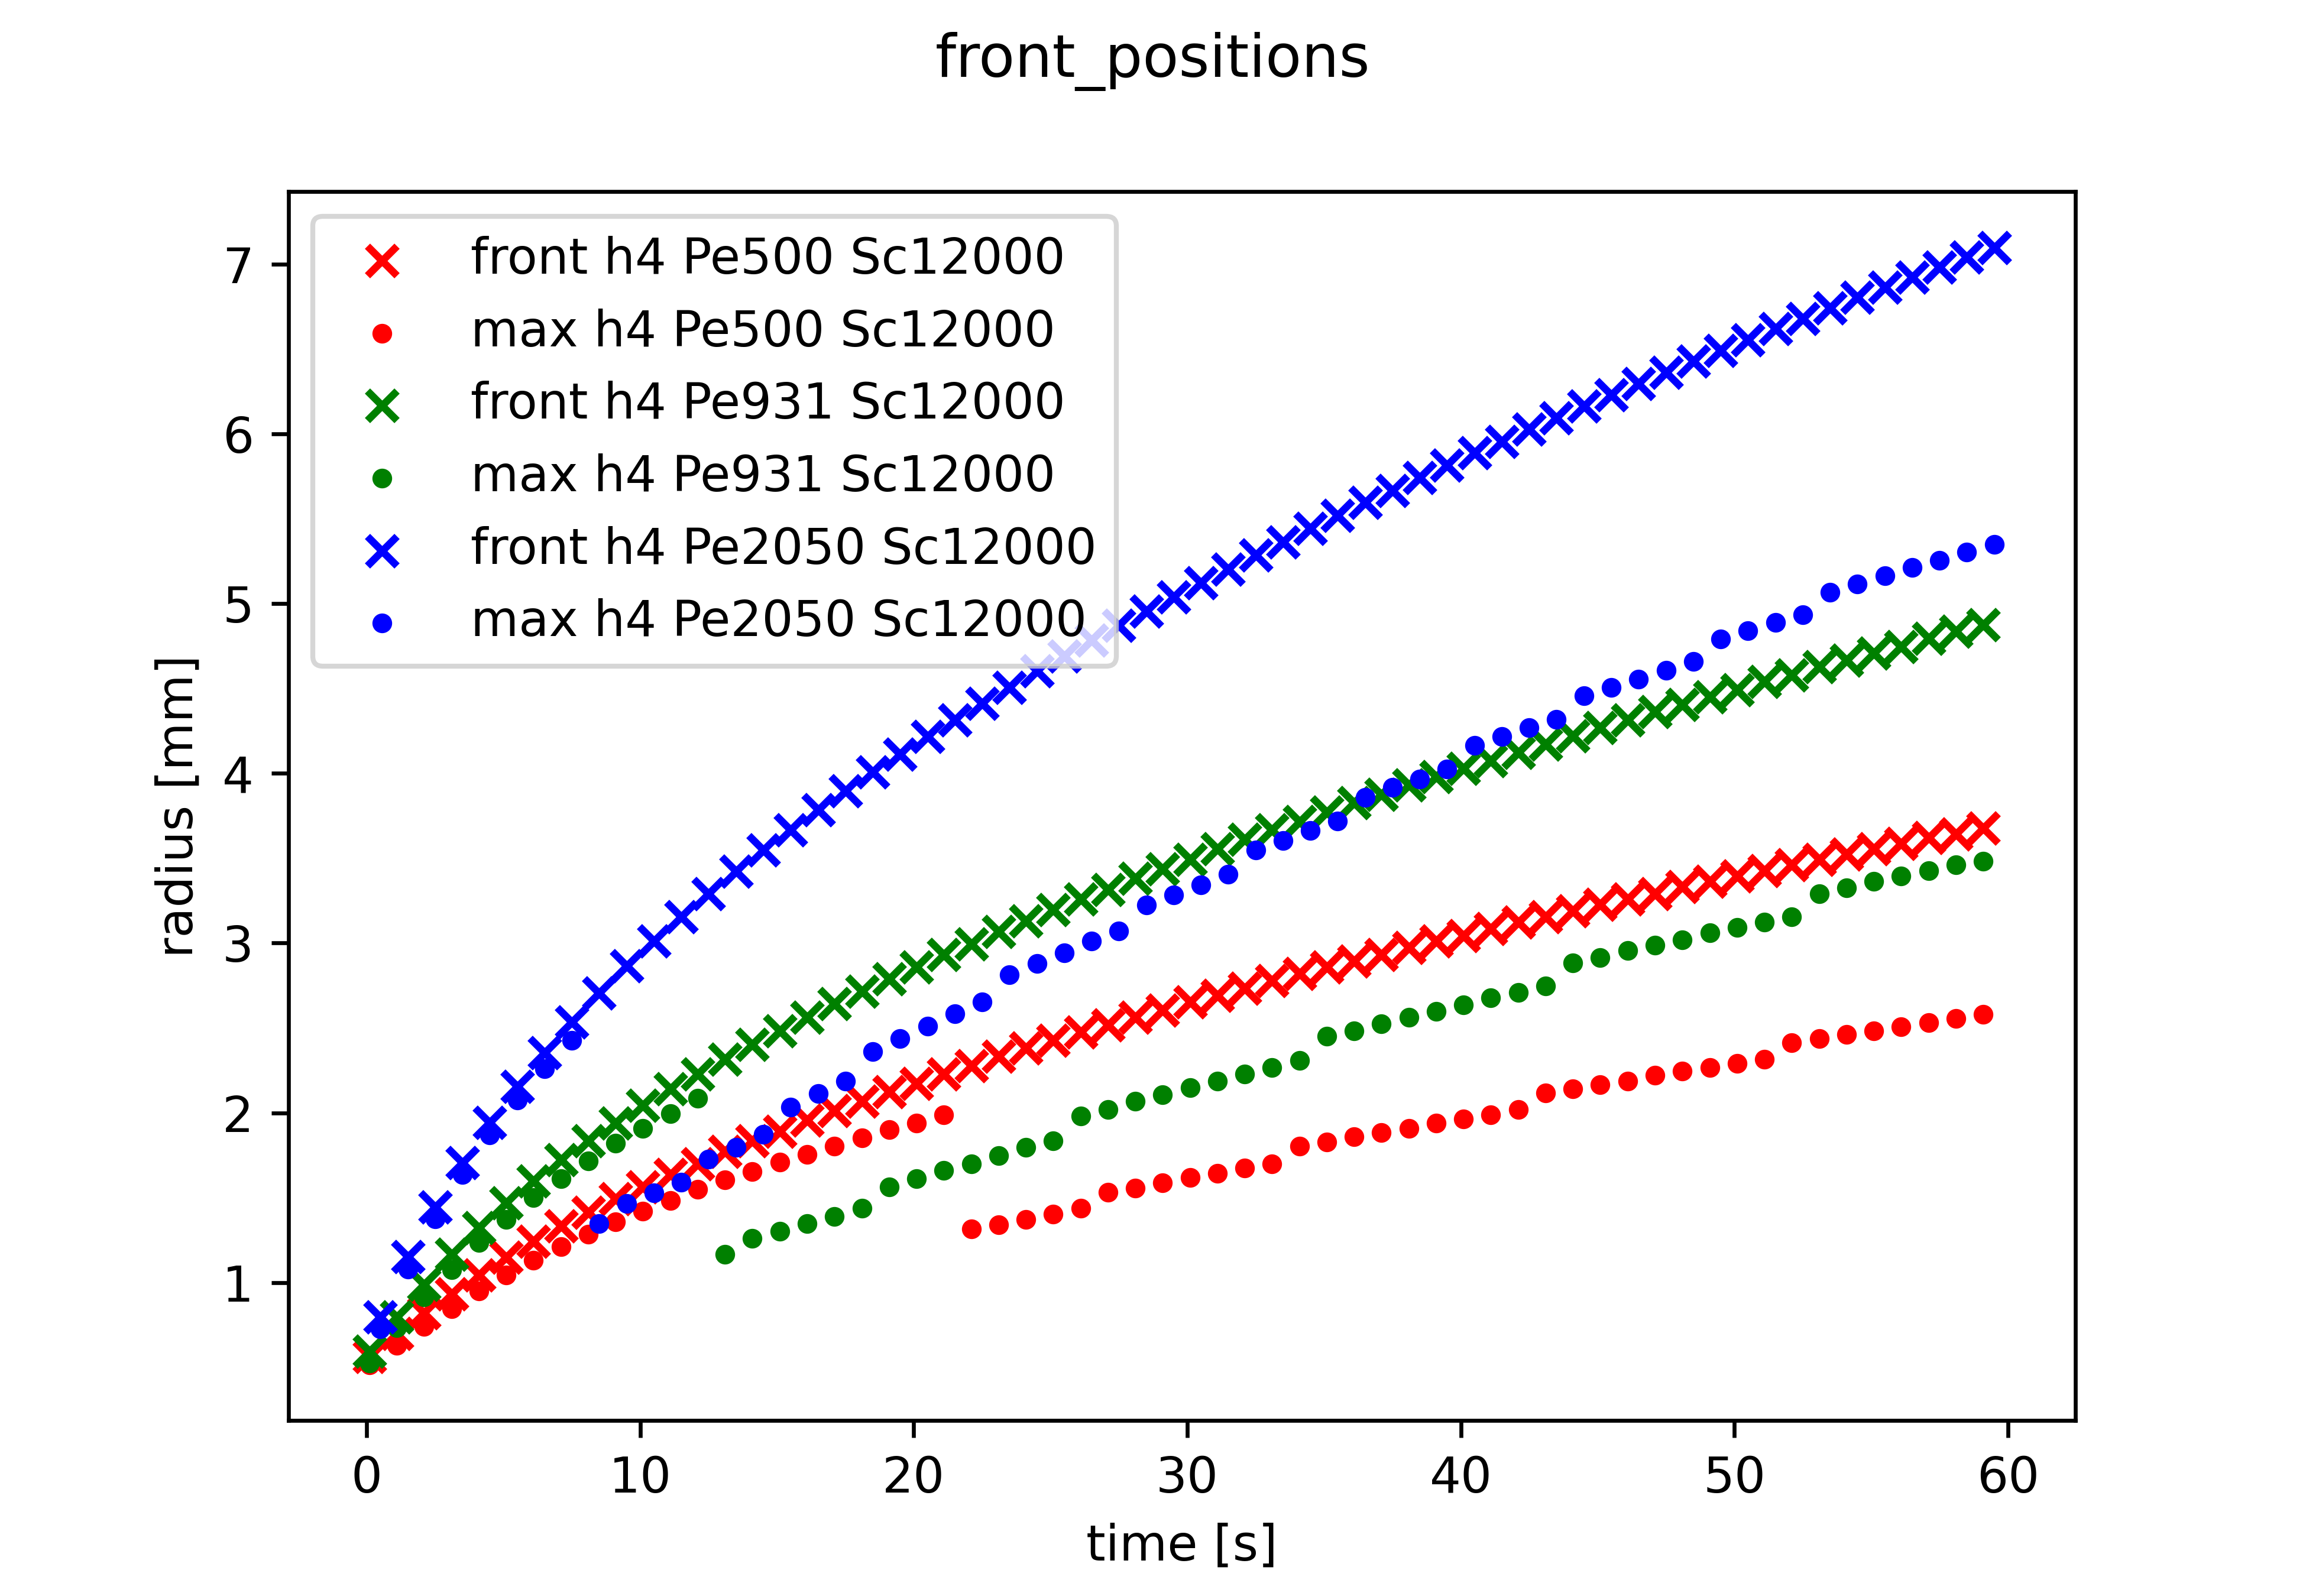 front_positions
front h4 Pe500 Sc12000
max h4 Pe500 Sc12000
front h4 Pe931 Sc12000
max h4 Pe931 Sc12000
front h4 Pe2050 Sc12000
max h4 Pe2050 Sc12000
7
6
5
4
3
2
1
radius [mm]
0 10 20 30 40 50 60
time [s]